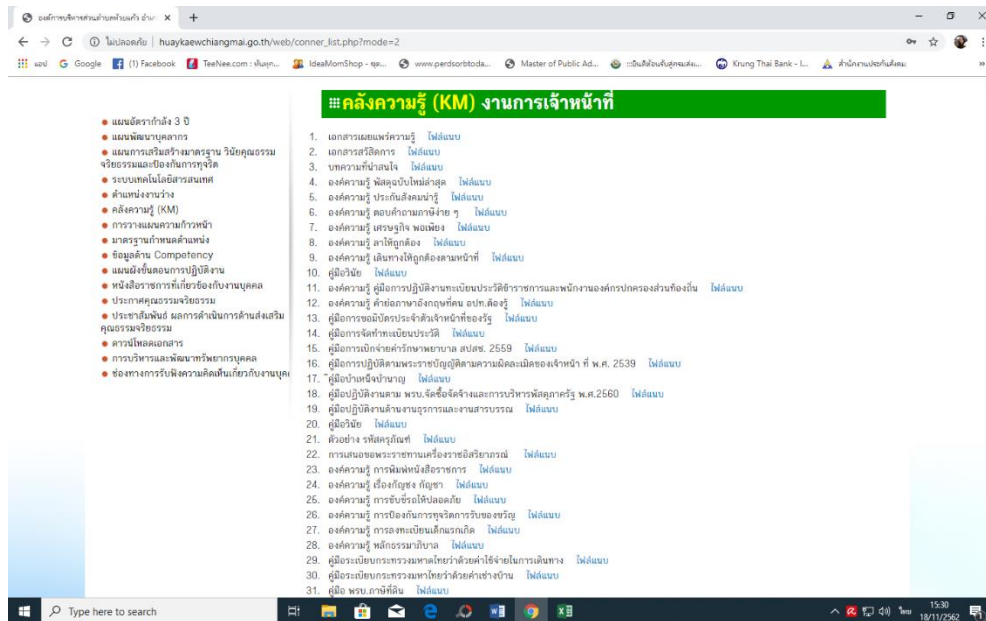 องค์การบริหารส่วนตำบลห้วยแก้ว อำเภ
ไม่ปลอดภัย | huaykaewchiangmai.go.th/web/conner_list.php?mode=2
แอป Google (1) Facebook TeeNee.com : ทันทุก... IdeaMomShop - ชุด... www.perdsorbtoda... Master of Public Ad... :::ยินดีต้อนรับสู่กรมส่ง... Krung Thai Bank - I... สำนักงานประกันสังคม
คลังความรู้ (KM) งานการเจ้าหน้าที่
แผนอัตรากำลัง 3 ปี
แผนพัฒนาบุคลากร
แผนการเสริมสร้างมาตรฐาน วินัยคุณธรรม
จริยธรรมและป้องกันการทุจริต
ระบบเทคโนโลยีสารสนเทศ
ตำแหน่งงานว่าง
คลังความรู้ (KM)
การวางแผนความก้าวหน้า
มาตรฐานกำหนดตำแหน่ง
ข้อมูลด้าน Competency
แผนผังขั้นตอนการปฏิบัติงาน
หนังสือราชการที่เกี่ยวข้องกับงานบุคคล
ประกาศคุณธรรมจริยธรรม
ประชาสัมพันธ์ ผลการดำเนินการด้านส่งเสริม
คุณธรรมจริยธรรม
ดาวน์โหลดเอกสาร
การบริหารและพัฒนาทรัพยากรบุคคล
ช่องทางการรับฟังความคิดเห็นเกี่ยวกับงานบุค
1. เอกสารเผยแพร่ความรู้ ไฟล์แนบ
2. เอกสารสวัสดิการ ไฟล์แนบ
3. บทความที่น่าสนใจ ไฟล์แนบ
4. องค์ความรู้ พัสดุฉบับใหม่ล่าสุด ไฟล์แนบ
5. องค์ความรู้ ประกันสังคมน่ารู้ ไฟล์แนบ
6. องค์ความรู้ ตอบคำถามภาษีง่าย ๆ ไฟล์แนบ
7. องค์ความรู้ เศรษฐกิจ พอเพียง ไฟล์แนบ
8. องค์ความรู้ ลาให้ถูกต้อง ไฟล์แนบ
9. องค์ความรู้ เดินทางให้ถูกต้องตามหน้าที่ ไฟล์แนบ
10. คู่มือวินัย ไฟล์แนบ
11. องค์ความรู้ คู่มือการปฏิบัติงานทะเบียนประวัติข้าราชการและพนักงานองค์กรปกครองส่วนท้องถิ่น ไฟล์แนบ
12. องค์ความรู้ คำย่อภาษาอังกฤษที่คน อปท.ต้องรู้ ไฟล์แนบ
13. คู่มือการขอมีบัตรประจำตัวเจ้าหน้าที่ของรัฐ ไฟล์แนบ
14. คู่มือการจัดทำทะเบียนประวัติ ไฟล์แนบ
15. คู่มือการเบิกจ่ายค่ารักษาพยาบาล สปสช. 2559 ไฟล์แนบ
16. คู่มือการปฏิบัติตามพระราชบัญญัติตามความผิดละเมิดของเจ้าหน้า ที่ พ.ศ. 2539 ไฟล์แนบ
17. ีคู่มือบำเหน็จบำนาญ ไฟล์แนบ
18. คู่มือปฏิบัติงานตาม พรบ.จัดซื้อจัดจ้างและการบริหารพัสดุภาครัฐ พ.ศ.2560 ไฟล์แนบ
19. คู่มือปฏิบัติงานด้านงานธุรการและงานสารบรรณ ไฟล์แนบ
20. คู่มือวินัย ไฟล์แนบ
21. ตัวอย่าง รหัสครุภัณฑ์ ไฟล์แนบ
22. การเสนอขอพระราชทานเครื่องราชอิสริยาภรณ์ ไฟล์แนบ
23. องค์ความรู้ การพิมพ์หนังสือราชการ ไฟล์แนบ
24. องค์ความรู้ เรื่องกัญชง กัญชา ไฟล์แนบ
25. องค์ความรู้ การขับขี่รถให้ปลอดภัย ไฟล์แนบ
26. องค์ความรู้ การป้องกันการทุจริตการรับของขวัญ ไฟล์แนบ
27. องค์ความรู้ การลงทะเบียนเด็กแรกเกิด ไฟล์แนบ
28. องค์ความรู้ หลักธรรมาภิบาล ไฟล์แนบ
29. คู่มือระเบียบกระทรวงมหาดไทยว่าด้วยค่าใช้จ่ายในการเดินทาง ไฟล์แนบ
30. คู่มือระเบียบกระทรวงมหาไทยว่าด้วยค่าเช่าบ้าน ไฟล์แนบ
31. คู่มือ พรบ.ภาษีที่ดิน ไฟล์แนบ
Type here to search
ไทย
15:30
18/11/2562